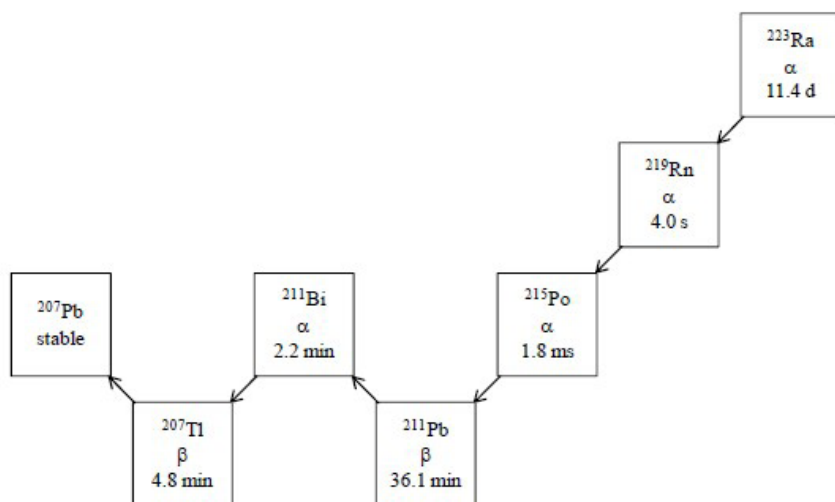 ²²³Ra
α
11.4 d
²¹⁹Rn
α
4.0 s
²⁰⁷Pb
stable
²¹¹Bi
α
2.2 min
²¹⁵Po
α
1.8 ms
²⁰⁷Tl
β
4.8 min
²¹¹Pb
β
36.1 min